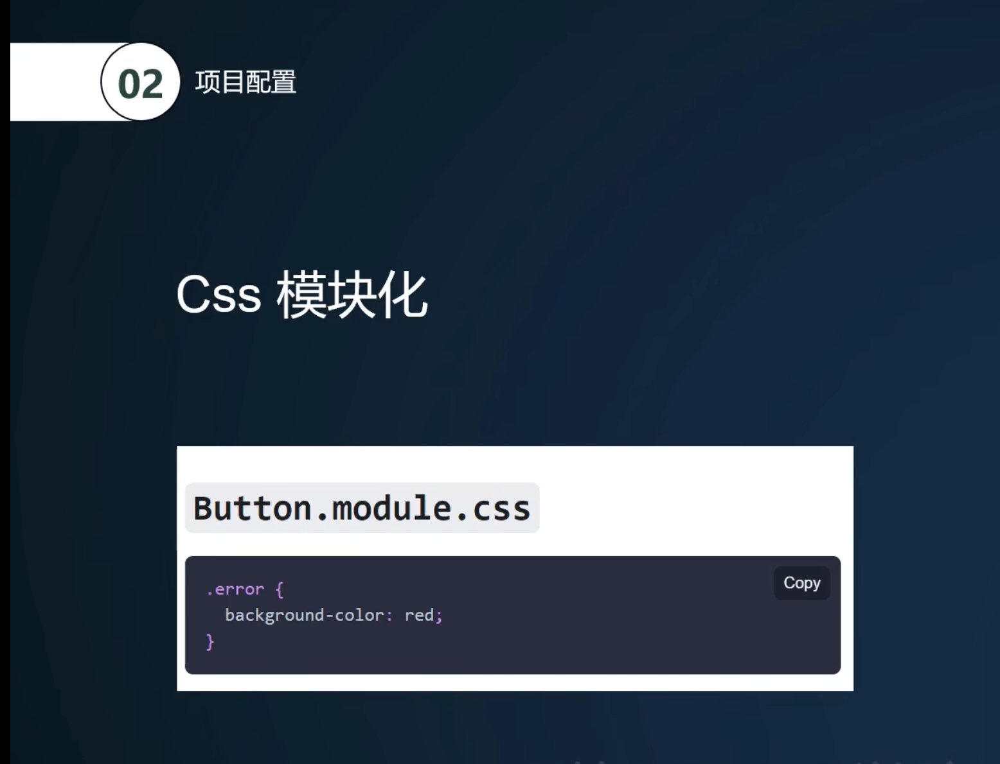 02 项目配置
Css 模块化
Button.module.css
Copy
.error {
  background-color: red;
}